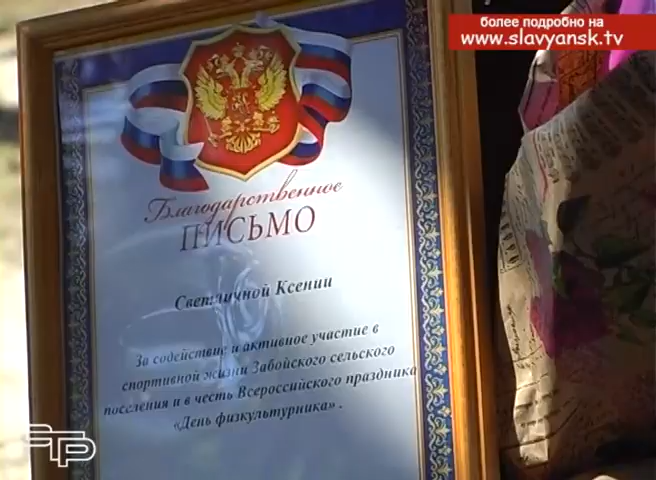 более подробно на
www.slavyansk.tv
Благодарственное
ПИСЬМО
Светличной Ксении
За содействие и активное участие в
спортивной жизни Забойского сельского
поселения и в честь Всероссийского праздника
«День физкультурника».